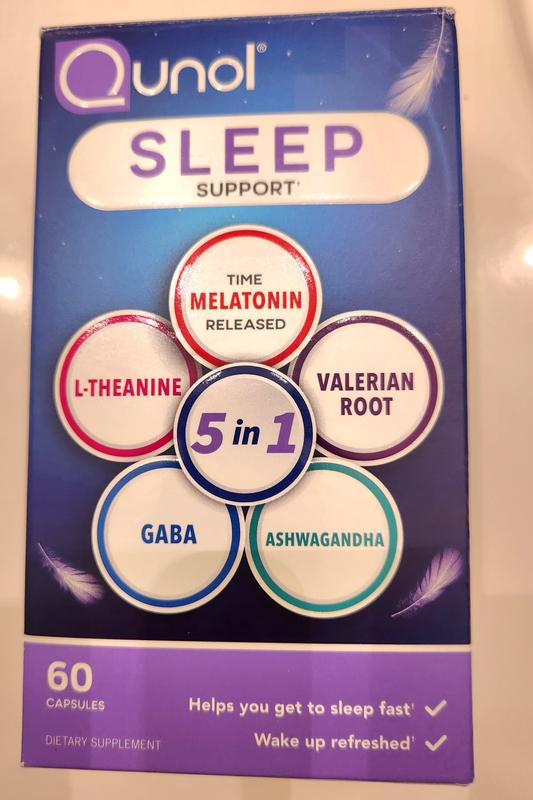 Qunol®
SLEEP
SUPPORT†
TIME
MELATONIN
RELEASED
L-THEANINE
VALERIAN
ROOT
5 in 1
GABA
ASHWAGANDHA
60
CAPSULES
Helps you get to sleep fast†
DIETARY SUPPLEMENT
Wake up refreshed†